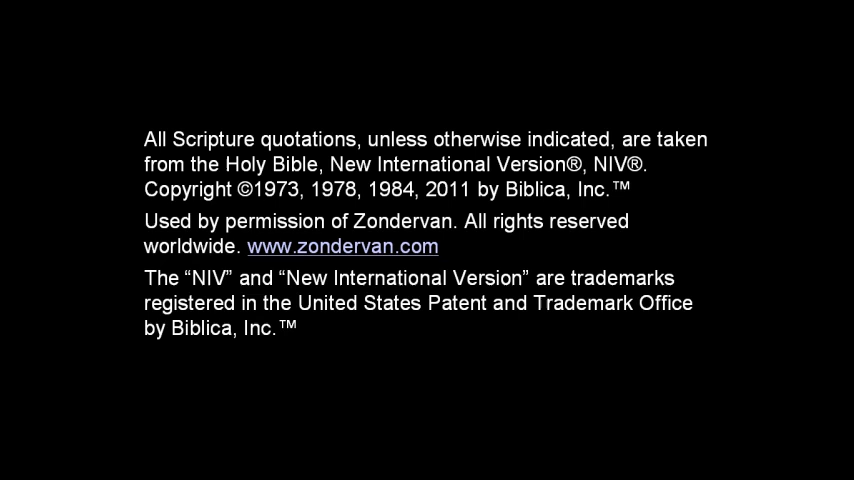 All Scripture quotations, unless otherwise indicated, are taken
from the Holy Bible, New International Version®, NIV®.
Copyright ©1973, 1978, 1984, 2011 by Biblica, Inc.™
Used by permission of Zondervan. All rights reserved
worldwide. www.zondervan.com
The “NIV” and “New International Version” are trademarks
registered in the United States Patent and Trademark Office
by Biblica, Inc.™